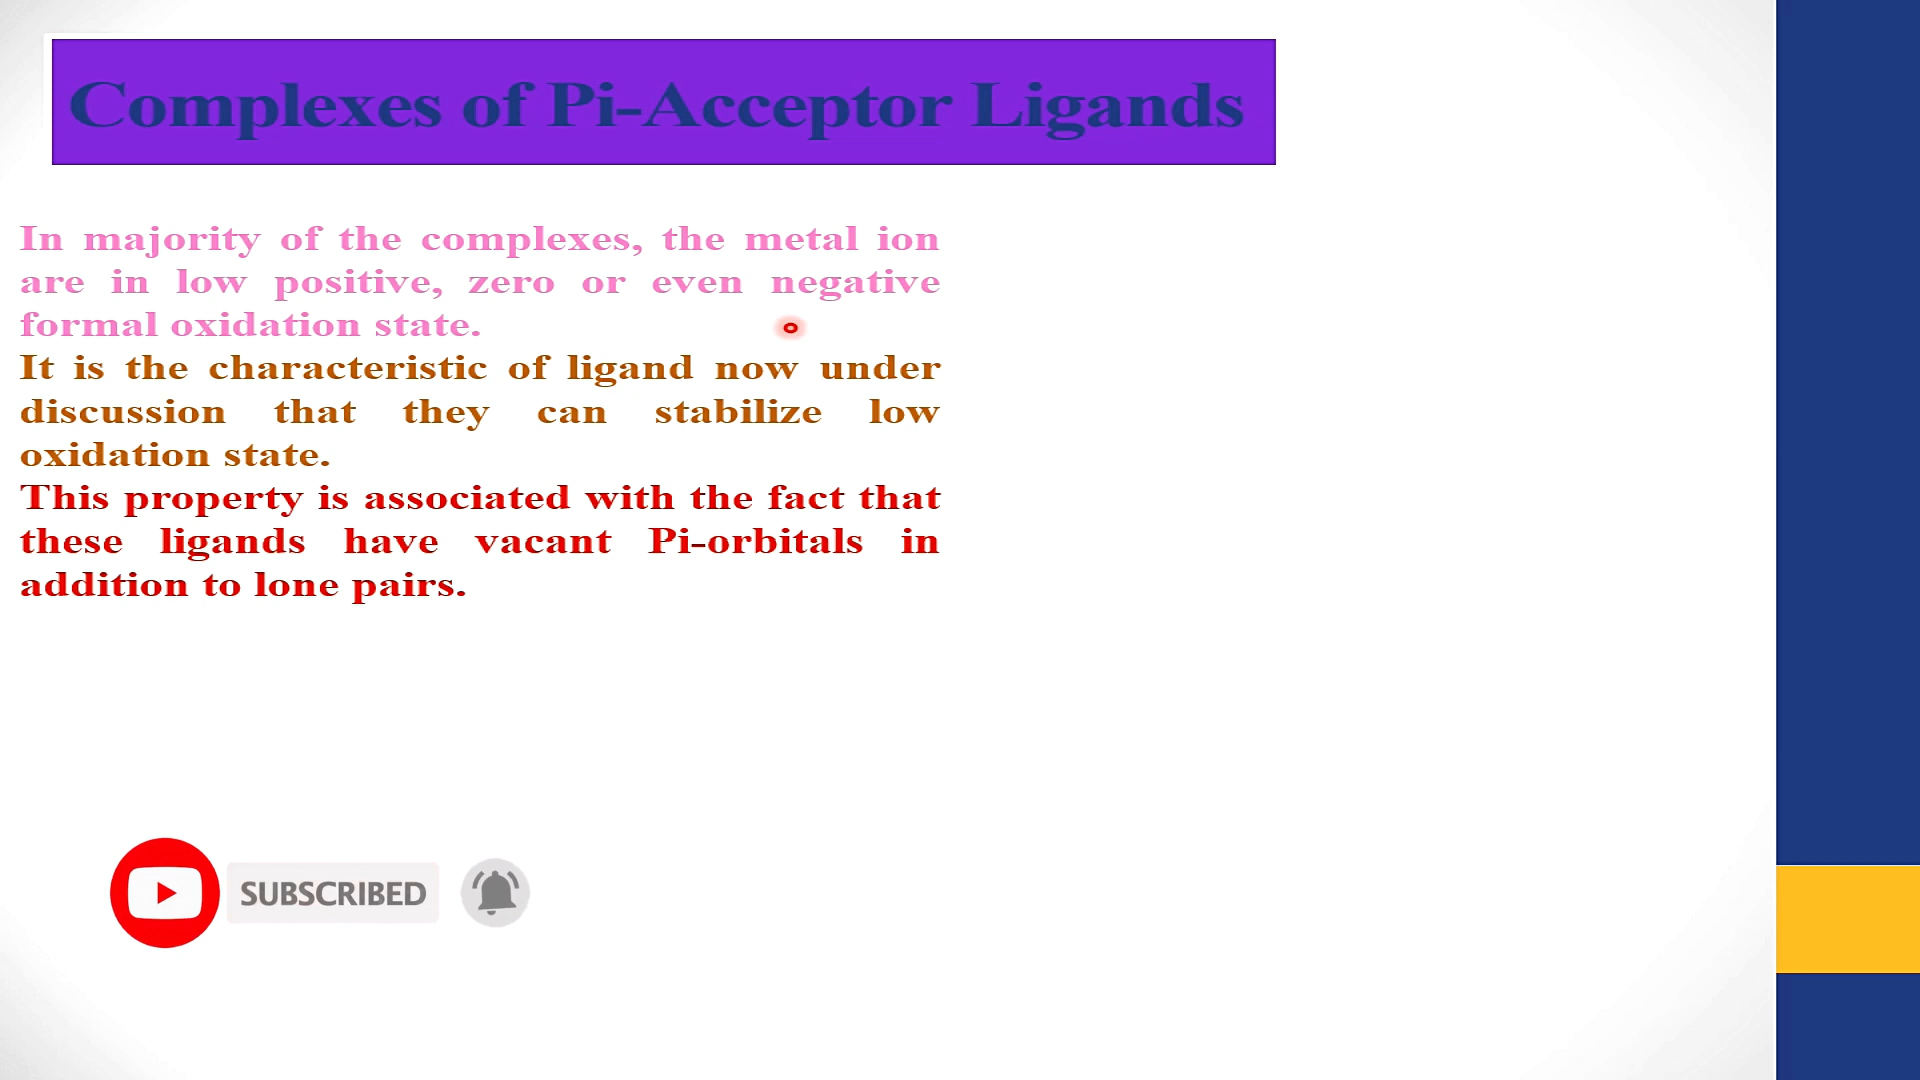 Complexes of Pi-Acceptor Ligands
In majority of the complexes, the metal ion
are in low positive, zero or even negative
formal oxidation state.
It is the characteristic of ligand now under
discussion that they can stabilize low
oxidation state.
This property is associated with the fact that
these ligands have vacant Pi-orbitals in
addition to lone pairs.
SUBSCRIBED